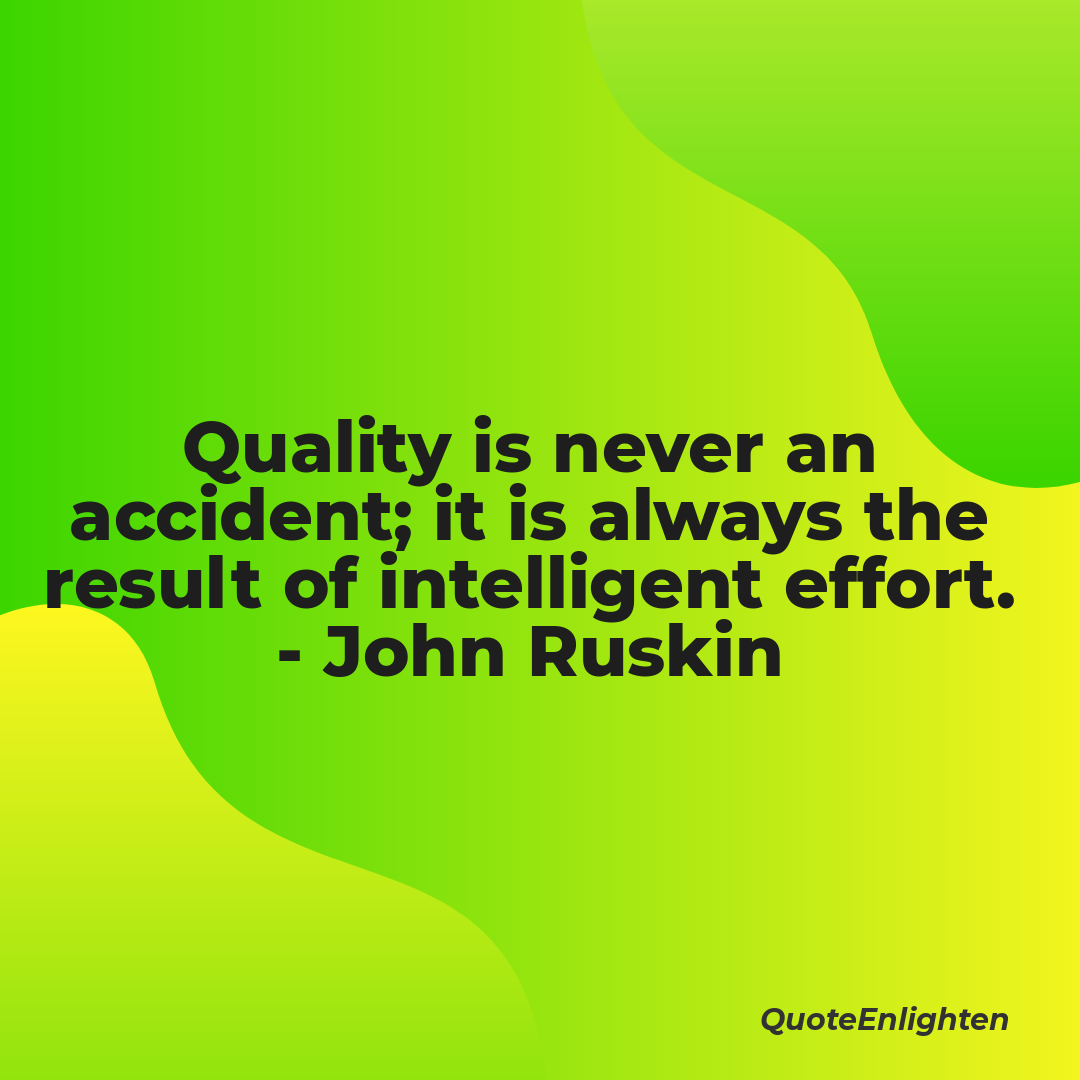 Quality is never an
accident; it is always the
result of intelligent effort.
- John Ruskin
QuoteEnlighten